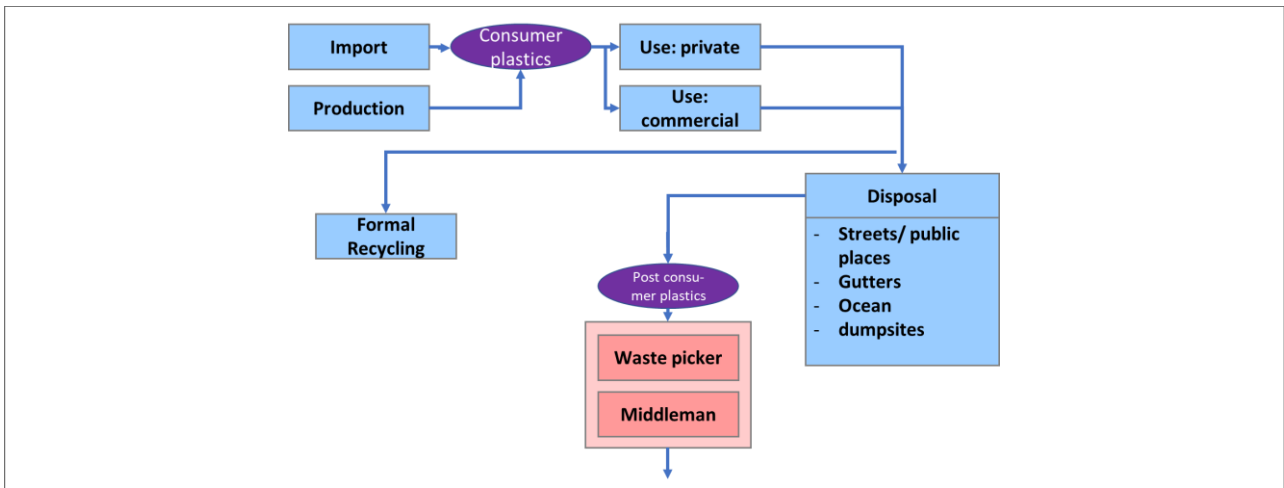 Import
Consumer
plastics
Use: private
Production
Use:
commercial
Formal
Recycling
Disposal
- Streets/ public
places
- Gutters
- Ocean
- dumpsites
Post consu-
mer plastics
Waste picker
Middleman